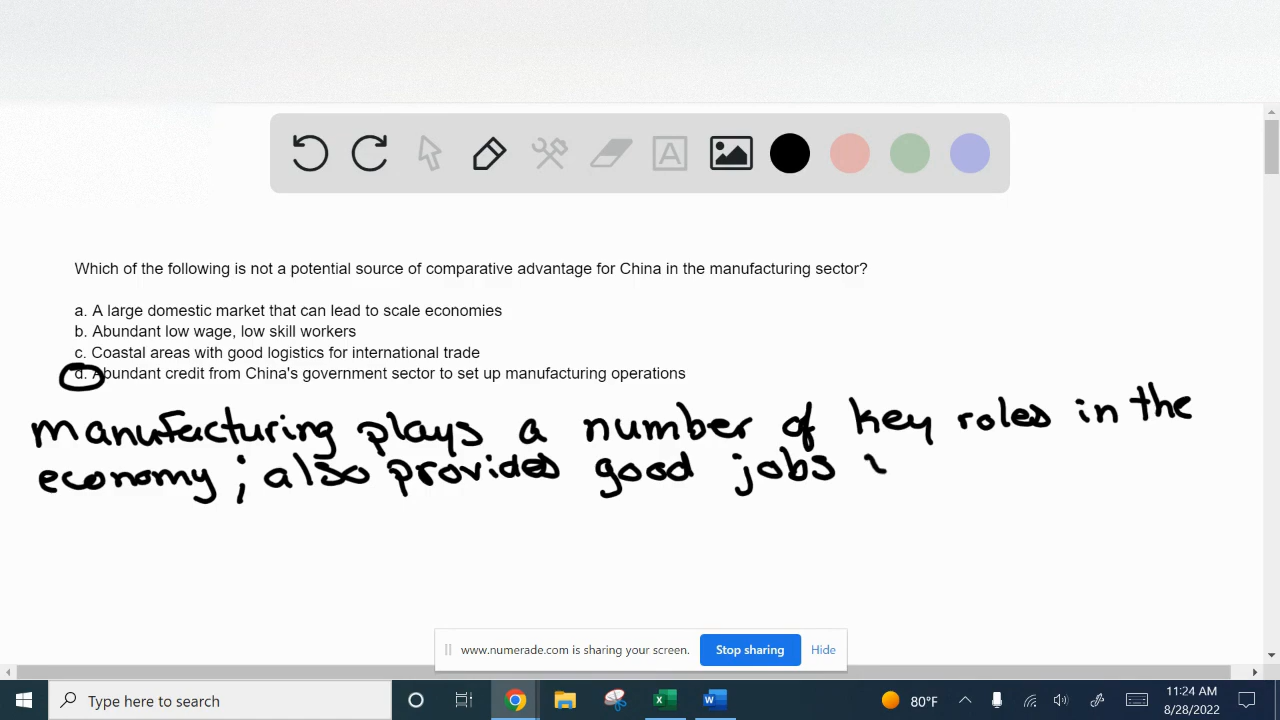 A
Which of the following is not a potential source of comparative advantage for China in the manufacturing sector?
a. A large domestic market that can lead to scale economies
b. Abundant low wage, low skill workers
c. Coastal areas with good logistics for international trade
d. Abundant credit from China's government sector to set up manufacturing operations
manufacturing plays a number of key roles in the
economy; also provides good jobs
www.numerade.com is sharing your screen. Stop sharing Hide
Type here to search
80°F
11:24 AM
8/28/2022